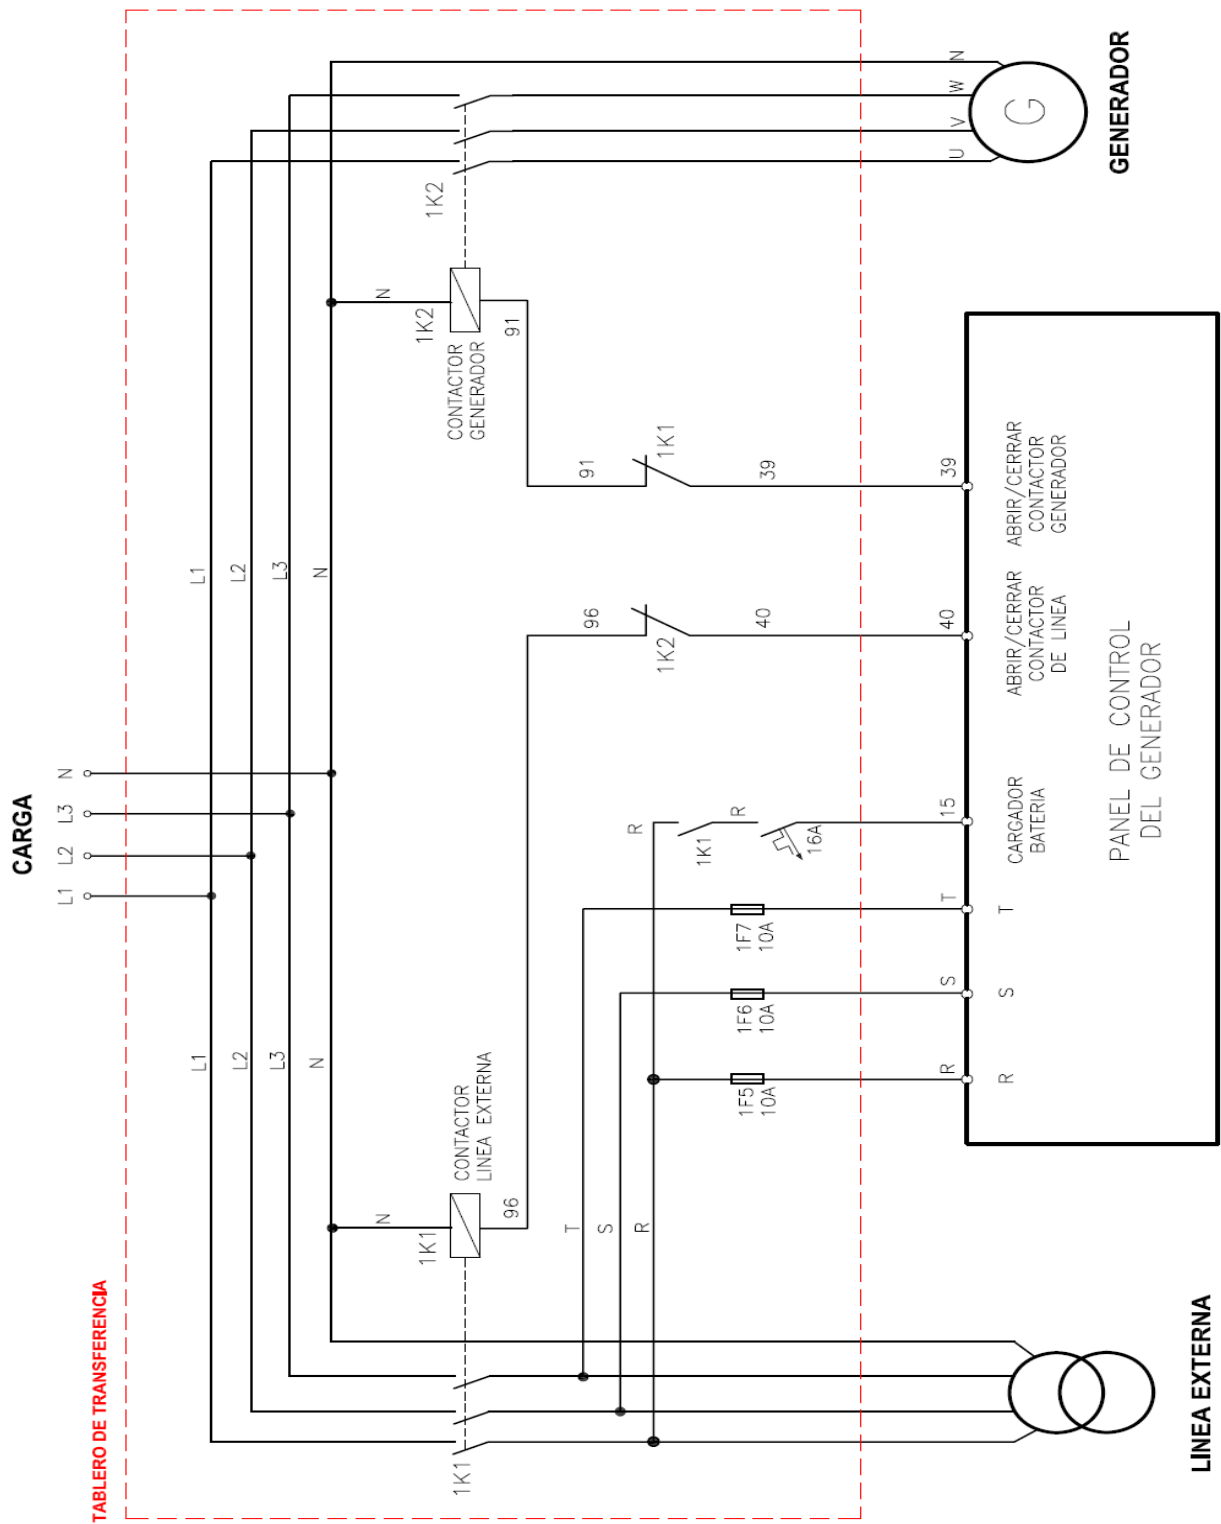 CARGA
L1
L2
L3
N
TABLERO DE TRANSFERENCIA
L1
L2
L3
N
L1
L2
L3
N
1K2
N
1K2
CONTACTOR
GENERADOR
91
91
1K1
39
39
96
1K2
40
40
N
1K1
CONTACTOR
LINEA EXTERNA
96
1K1
T
S
R
R
1K1
R
16A
15
1F7
10A
T
1F6
10A
S
1F5
10A
R
U
V
W
N
G
GENERADOR
R
S
T
CARGADOR
BATERIA
ABRIR/CERRAR
CONTACTOR
DE LINEA
ABRIR/CERRAR
CONTACTOR
GENERADOR
PANEL DE CONTROL
DEL GENERADOR
LINEA EXTERNA